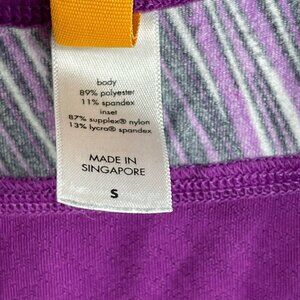 body
89% polyester
11% spandex
inset
87% supplex® nylon
13% lycra® spandex
MADE IN
SINGAPORE
S